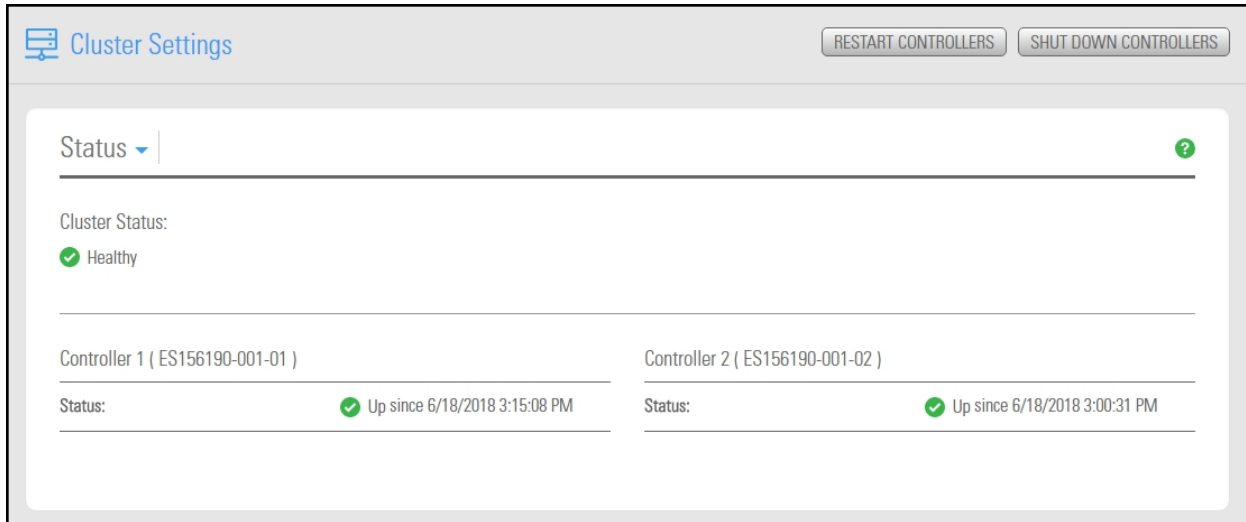 Cluster Settings
RESTART CONTROLLERS
SHUT DOWN CONTROLLERS
Status
?
Cluster Status:
Healthy
Controller 1 ( ES156190-001-01 )
Controller 2 ( ES156190-001-02 )
Status:
Up since 6/18/2018 3:15:08 PM
Status:
Up since 6/18/2018 3:00:31 PM